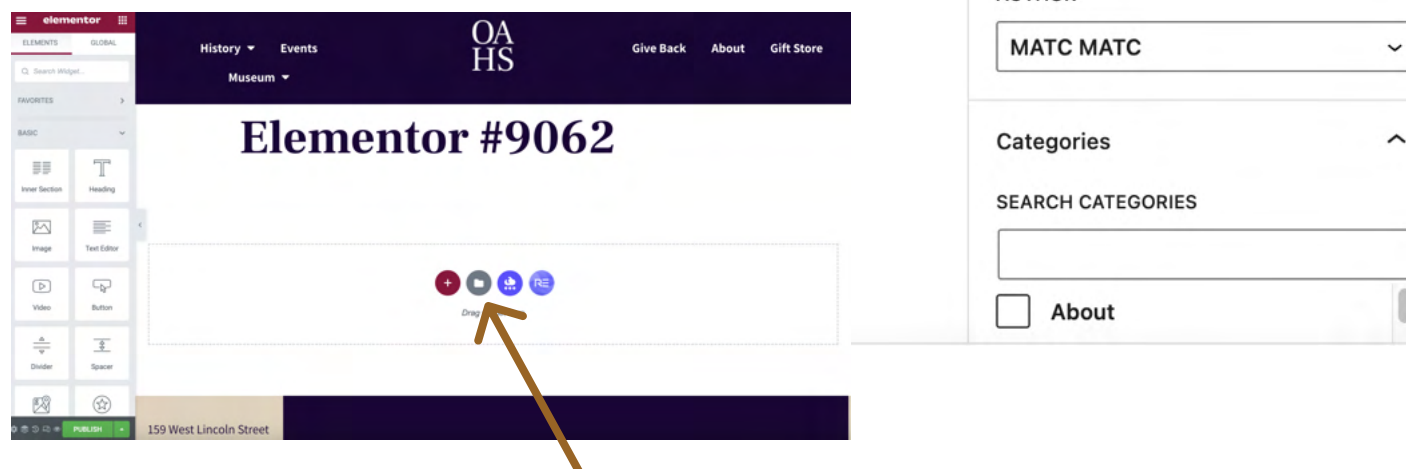 elementor
ELEMENTS GLOBAL
Search Widget...
FAVORITES
BASIC
Inner Section Heading
Image Text Editor
Video Button
Divider Spacer
PUBLISH
History Events
Museum
OA
HS
Give Back About Gift Store
Elementor #9062
RE
Drag
159 West Lincoln Street
MATC MATC
Categories
SEARCH CATEGORIES
About